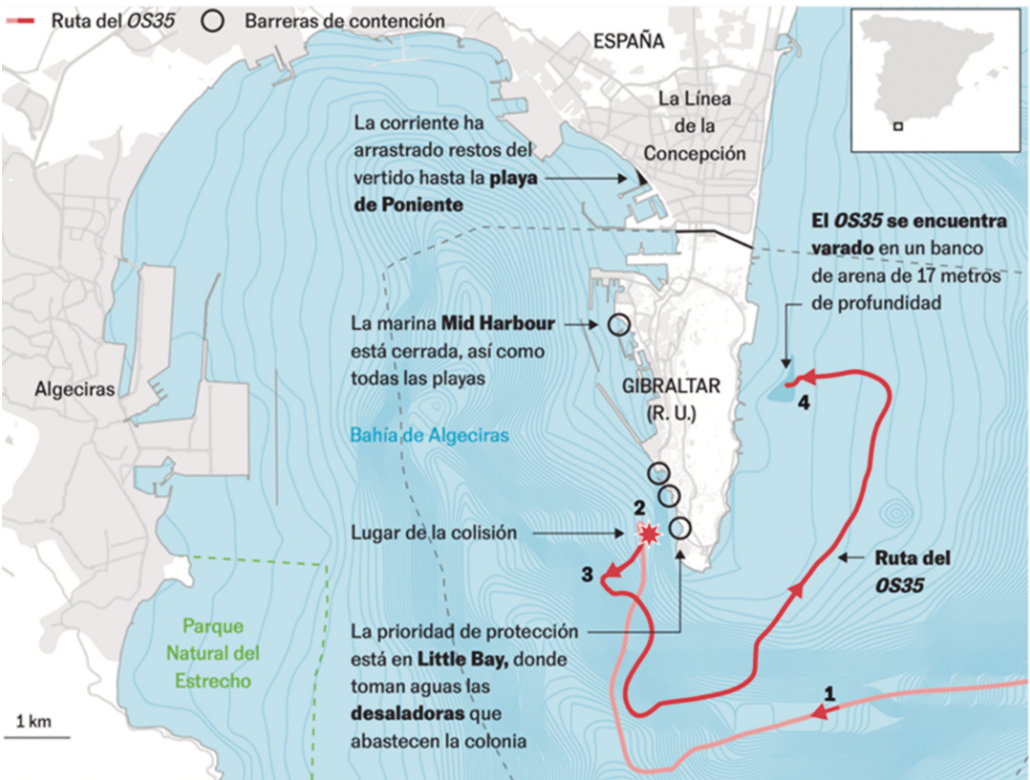 Ruta del OS35
Barreras de contención
ESPAÑA
La Línea
de la
Concepción
La corriente ha
arrastrado restos del
vertido hasta la playa
de Poniente
El OS35 se encuentra
varado en un banco
de arena de 17 metros
de profundidad
La marina Mid Harbour
está cerrada, así como
todas las playas
Algeciras
GIBRALTAR
(R. U.)
4
Bahía de Algeciras
2
Lugar de la colisión
3
Ruta del
OS35
Parque
Natural del
Estrecho
La prioridad de protección
está en Little Bay, donde
toman aguas las
desaladoras que
abastecen la colonia
1
1 km